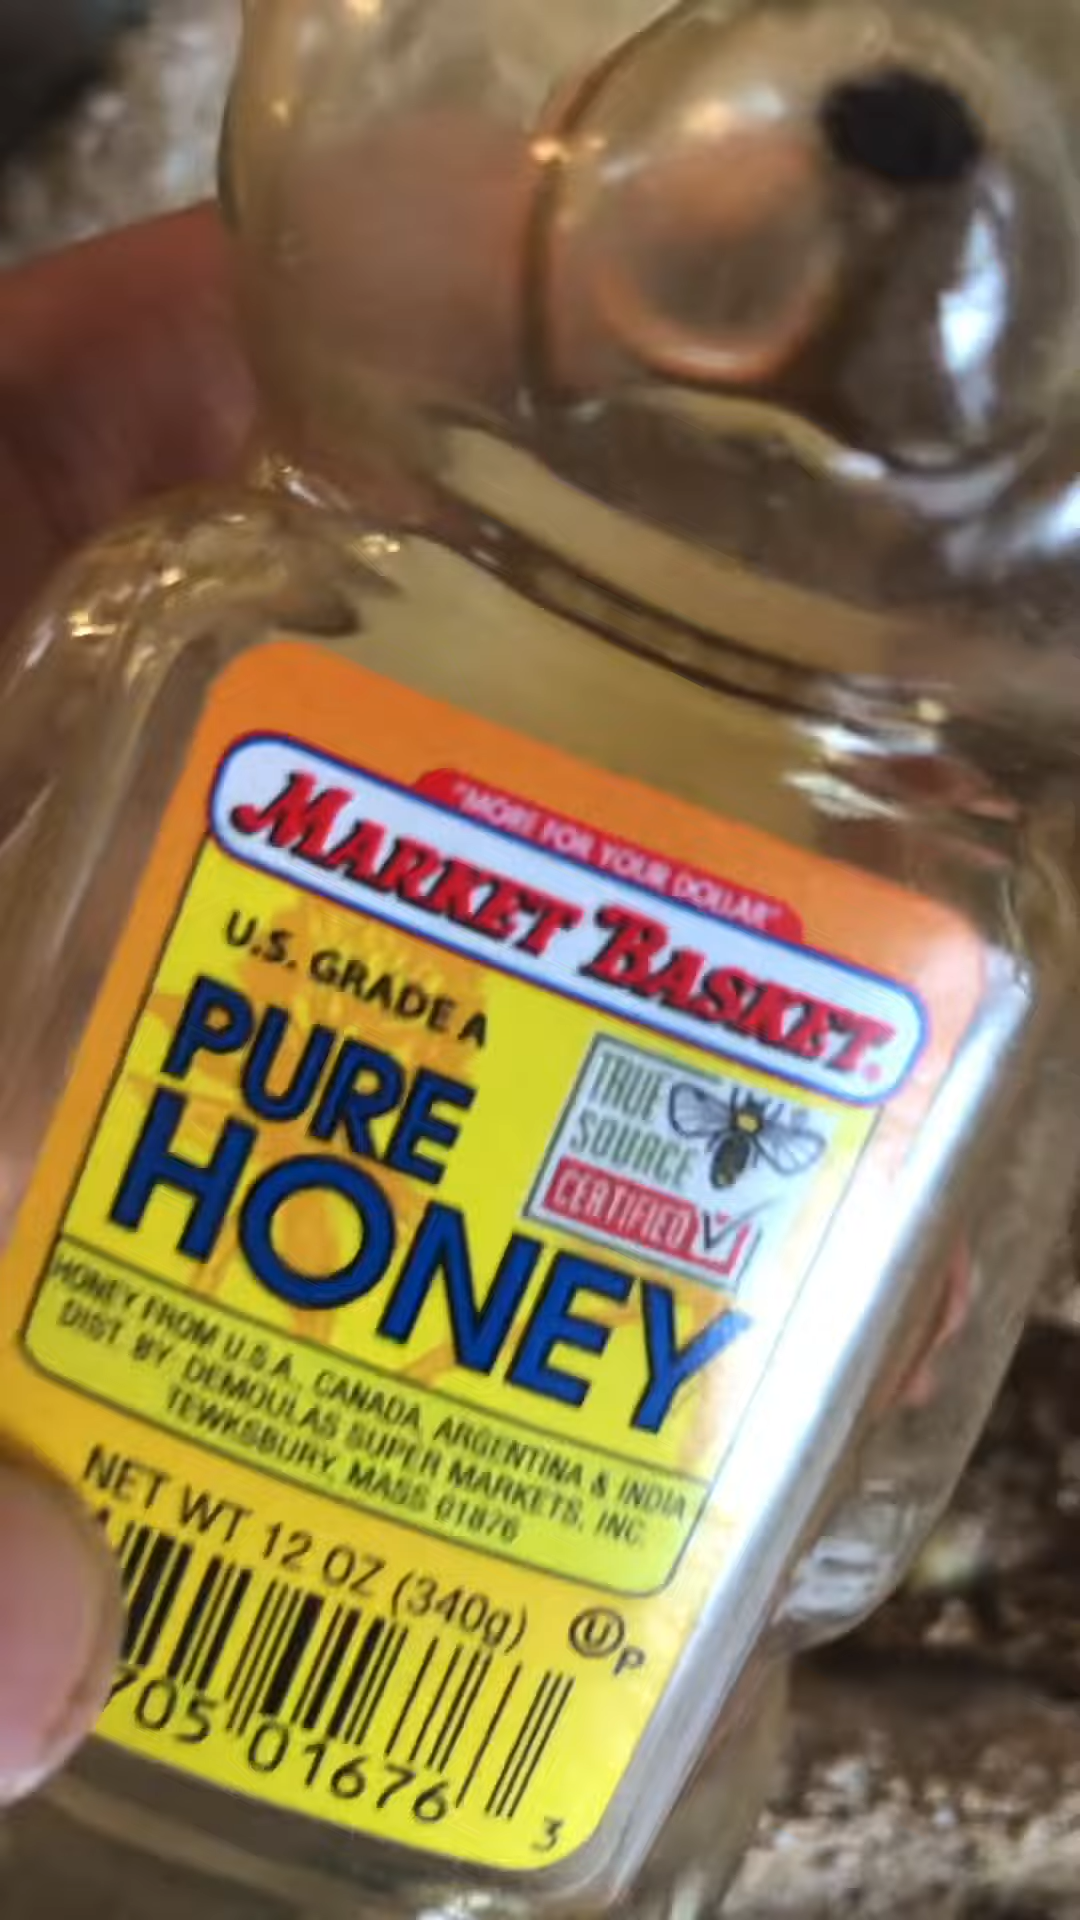 "MORE FOR YOUR DOLLAR"
MARKET BASKET.
U.S. GRADE A
PURE
HONEY
TRUE
SOURCE
CERTIFIED
HONEY FROM U.S.A., CANADA, ARGENTINA & INDIA
DIST. BY: DEMOULAS SUPER MARKETS, INC.
TEWKSBURY, MASS 01876
NET WT 12 OZ (340g)
U P
705 01676 3